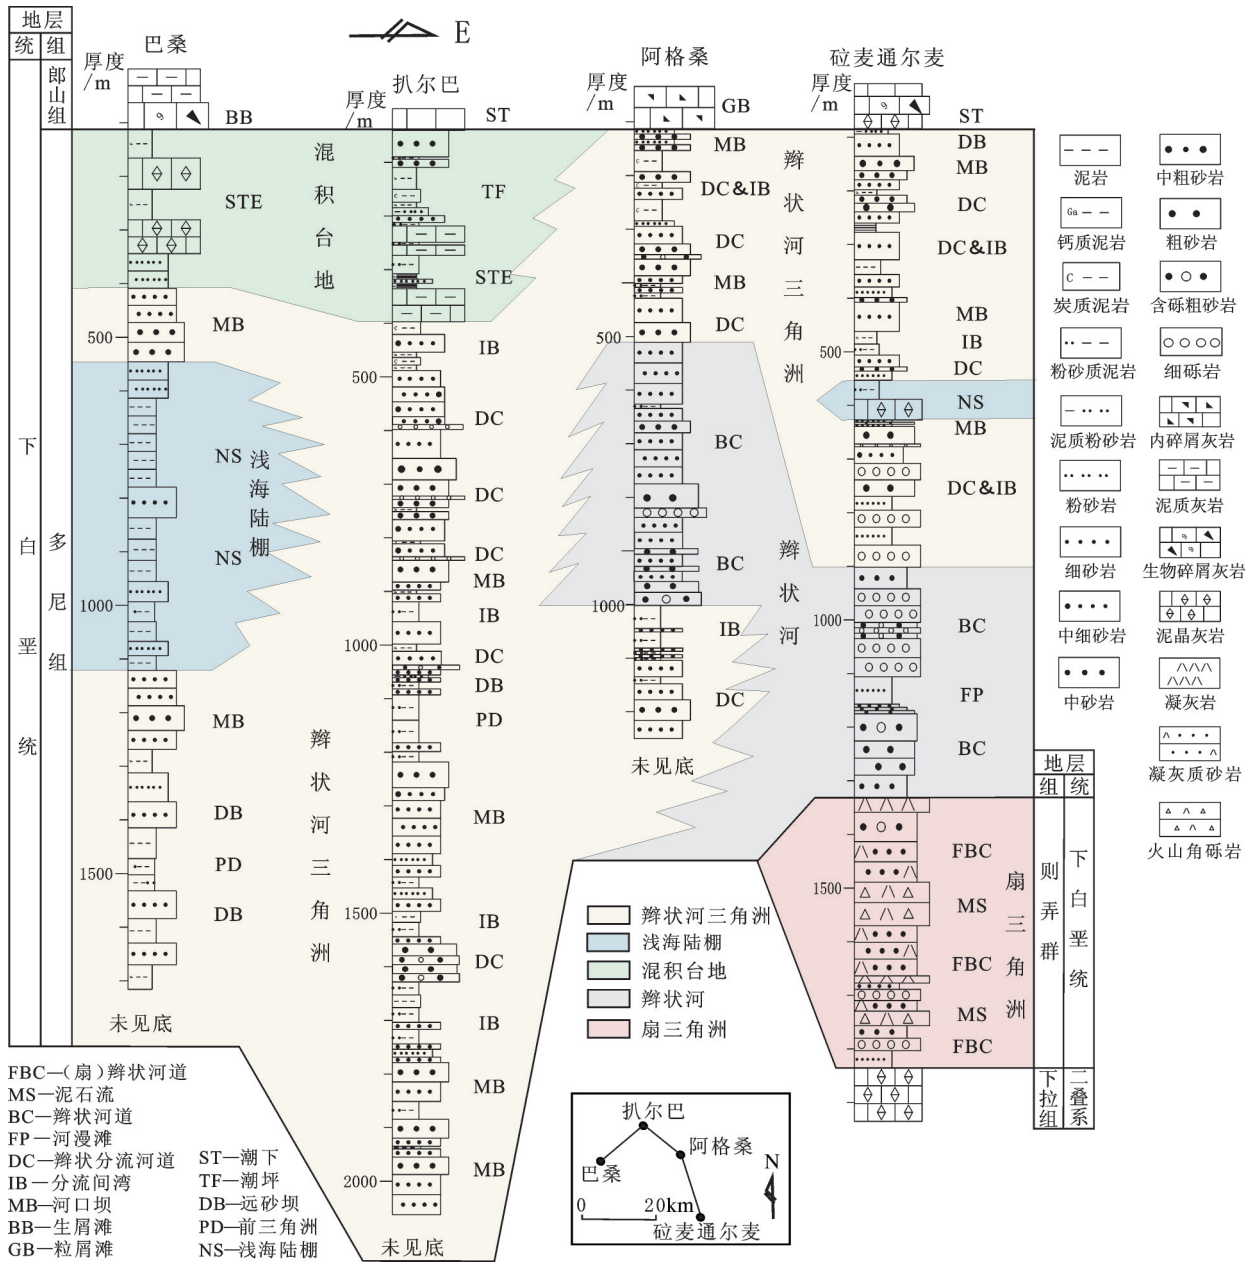 地层
统
组
下白垩统
郎山组
多尼组
巴桑
厚度
/m
500
1000
1500
BB
STE
MB
NS
NS
MB
DB
PD
DB
未见底
浅海陆棚
E
扒尔巴
厚度
/m
500
1000
1500
2000
ST
TF
STE
IB
DC
DC
DC
MB
IB
DC
DB
PD
MB
IB
DC
IB
MB
MB
未见底
混积台地
辫状河三角洲
阿格桑
厚度
/m
500
1000
GB
MB
DC&IB
DC
MB
DC
BC
BC
IB
DC
未见底
辫状河三角洲
辫状河
砬麦通尔麦
厚度
/m
500
1000
1500
ST
DB
MB
DC
DC&IB
MB
IB
DC
NS
MB
DC&IB
BC
FP
BC
FBC
MS
FBC
MS
FBC
扇三角洲
地层
组
统
则弄群
下白垩统
下拉组
二叠系
泥岩
Ga
钙质泥岩
C
炭质泥岩
粉砂质泥岩
泥质粉砂岩
粉砂岩
细砂岩
中细砂岩
中砂岩
中粗砂岩
粗砂岩
含砾粗砂岩
细砾岩
内碎屑灰岩
泥质灰岩
生物碎屑灰岩
泥晶灰岩
凝灰岩
凝灰质砂岩
火山角砾岩
辫状河三角洲
浅海陆棚
混积台地
辫状河
扇三角洲
FBC—(扇)辫状河道
MS—泥石流
BC—辫状河道
FP—河漫滩
DC—辫状分流河道
IB—分流间湾
MB—河口坝
BB—生屑滩
GB—粒屑滩
ST—潮下
TF—潮坪
DB—远砂坝
PD—前三角洲
NS—浅海陆棚
扒尔巴
阿格桑
巴桑
N
0 20km
砬麦通尔麦